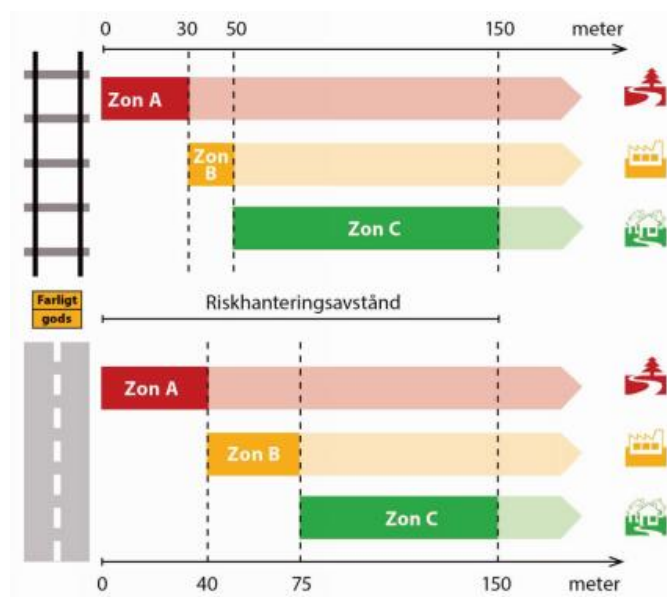 0 30 50 150 meter
Zon A
Zon
B
Zon C
Farligt
gods
Riskhanteringsavstånd
Zon A
Zon B
Zon C
0 40 75 150 meter